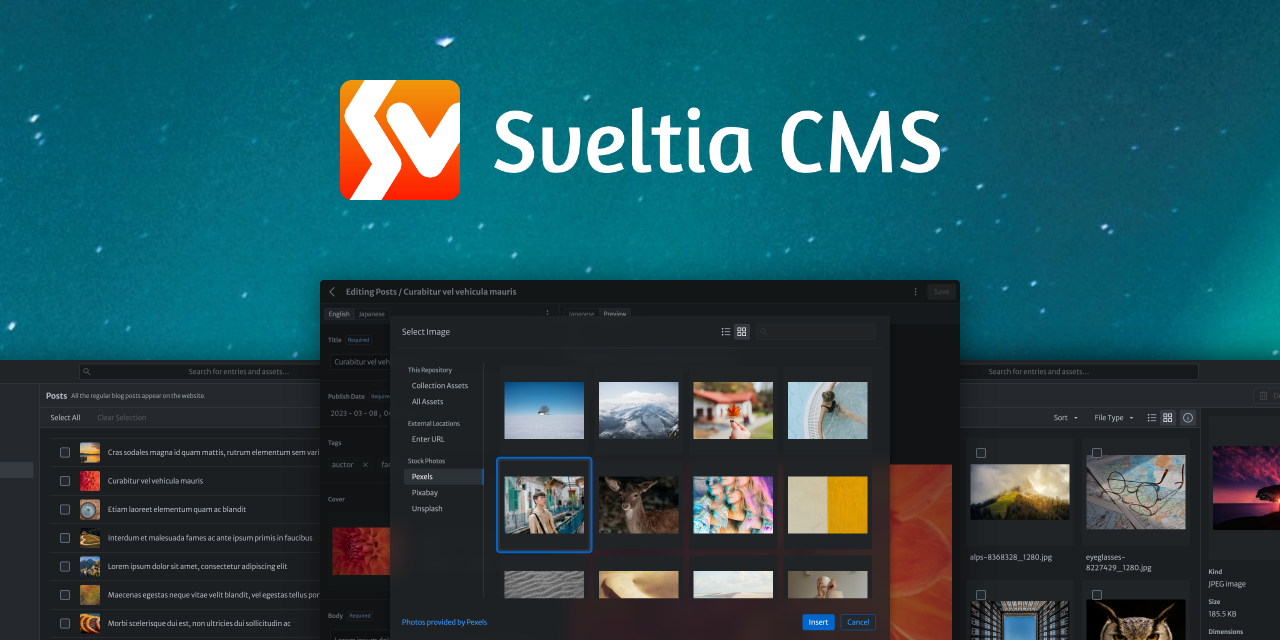 Sveltia CMS
Editing Posts / Curabitur vel vehicula mauris
Save
English Japanese
Japanese Preview
Title Required
Curabitur vel veh
Publish Date
2023 - 03 - 08
Tags
auctor
Cover
Body Required
Select Image
This Repository
Collection Assets
All Assets
External Locations
Enter URL
Stock Photos
Pexels
Pixabay
Unsplash
Photos provided by Pexels
Insert Cancel
Search for entries and assets…
Posts All the regular blog posts appear on the website.
Select All Clear Selection
Cras sodales magna id quam mattis, rutrum elementum sem vari
Curabitur vel vehicula mauris
Etiam laoreet elementum quam ac blandit
Interdum et malesuada fames ac ante ipsum primis in faucibus
Lorem ipsum dolor sit amet, consectetur adipiscing elit
Maecenas egestas neque vitae velit blandit, vel egestas tellus por
Morbi scelerisque dui est, non ultricies dui sollicitudin ac
Search for entries and assets…
Sort File Type
alps-8368328_1280.jpg
eyeglasses-
8227429_1280.jpg
Kind
JPEG image
Size
185.5 KB
Dimensions